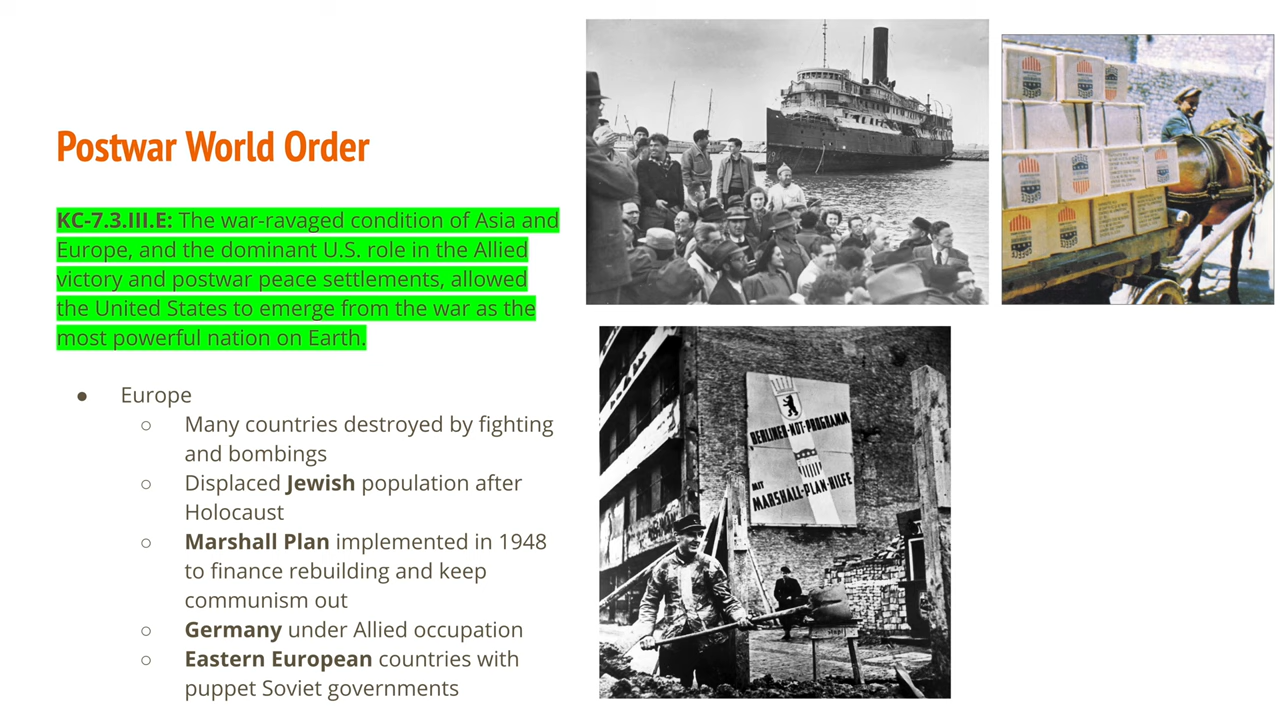 Postwar World Order
KC-7.3.III.E: The war-ravaged condition of Asia and
Europe, and the dominant U.S. role in the Allied
victory and postwar peace settlements, allowed
the United States to emerge from the war as the
most powerful nation on Earth.
● Europe
○ Many countries destroyed by fighting
and bombings
○ Displaced Jewish population after
Holocaust
○ Marshall Plan implemented in 1948
to finance rebuilding and keep
communism out
○ Germany under Allied occupation
○ Eastern European countries with
puppet Soviet governments
BERLINER-NOT-PROGRAMM
MIT
MARSHALL-PLAN-HILFE
GREECE